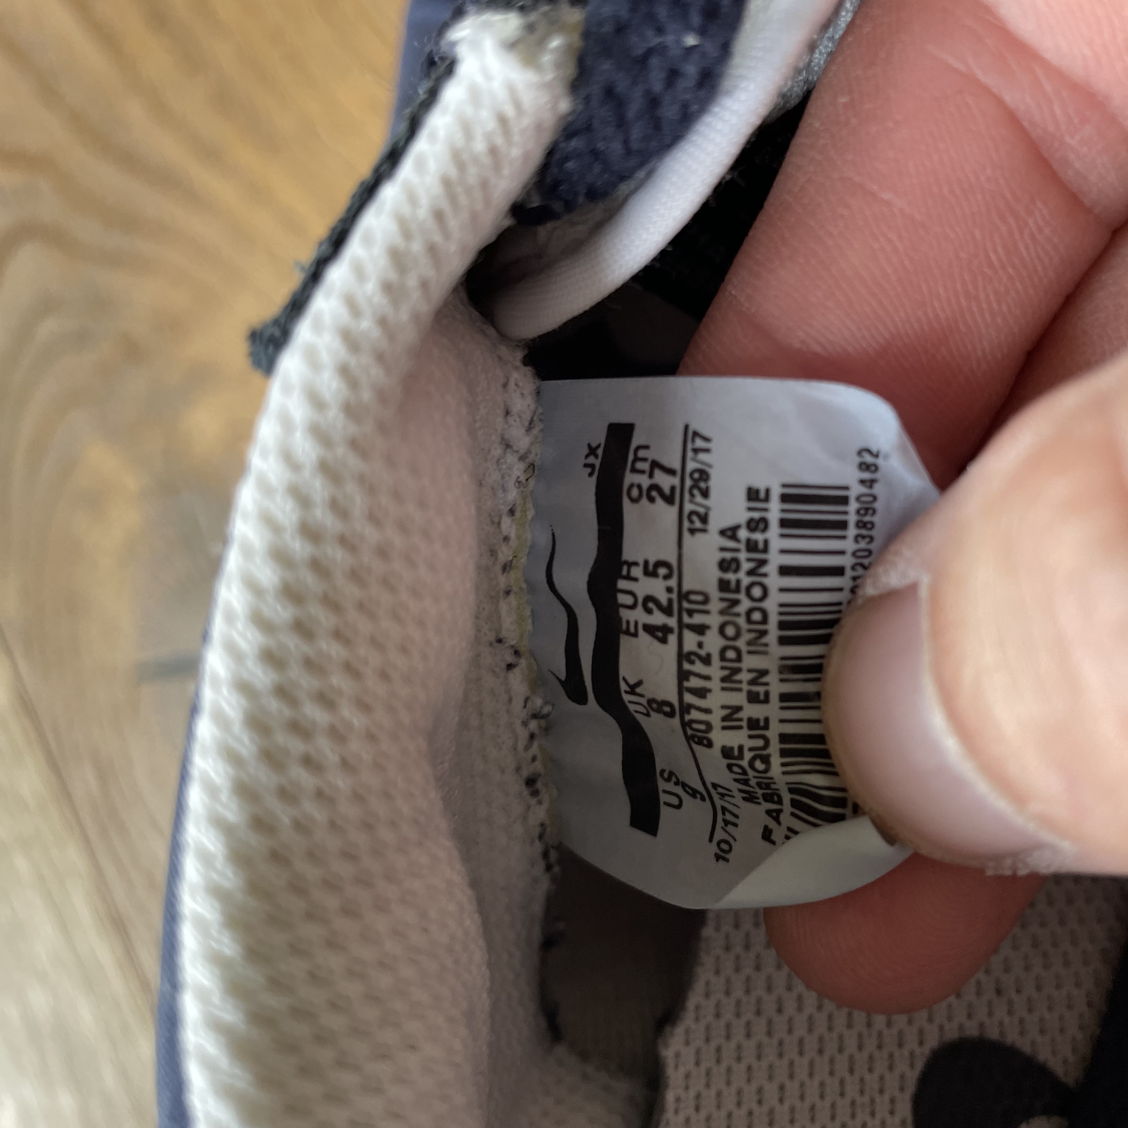 JX
US UK EUR cm
9 8 42.5 27
807472-410
10/17/17 12/29/17
MADE IN INDONESIA
FABRIQUE EN INDONESIE